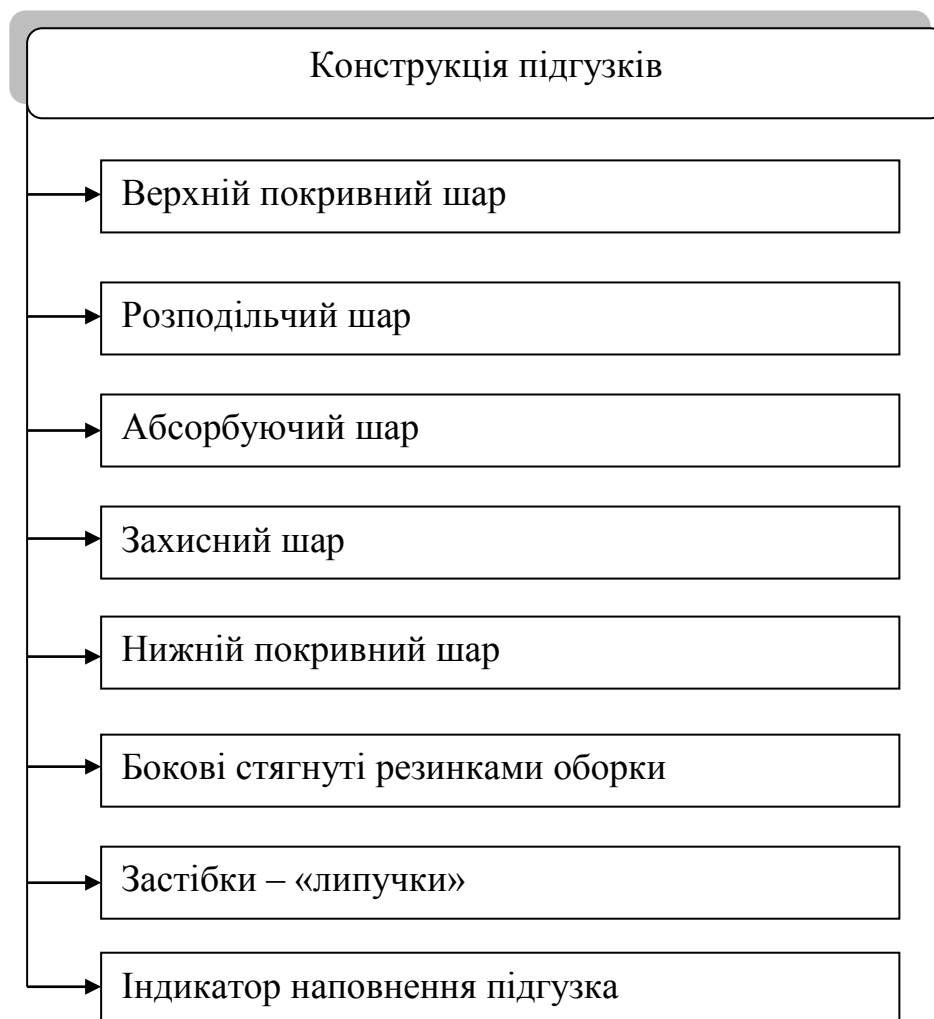 Конструкція підгузків
Верхній покривний шар
Розподільчий шар
Абсорбуючий шар
Захисний шар
Нижній покривний шар
Бокові стягнуті резинками оборки
Застібки – «липучки»
Індикатор наповнення підгузка